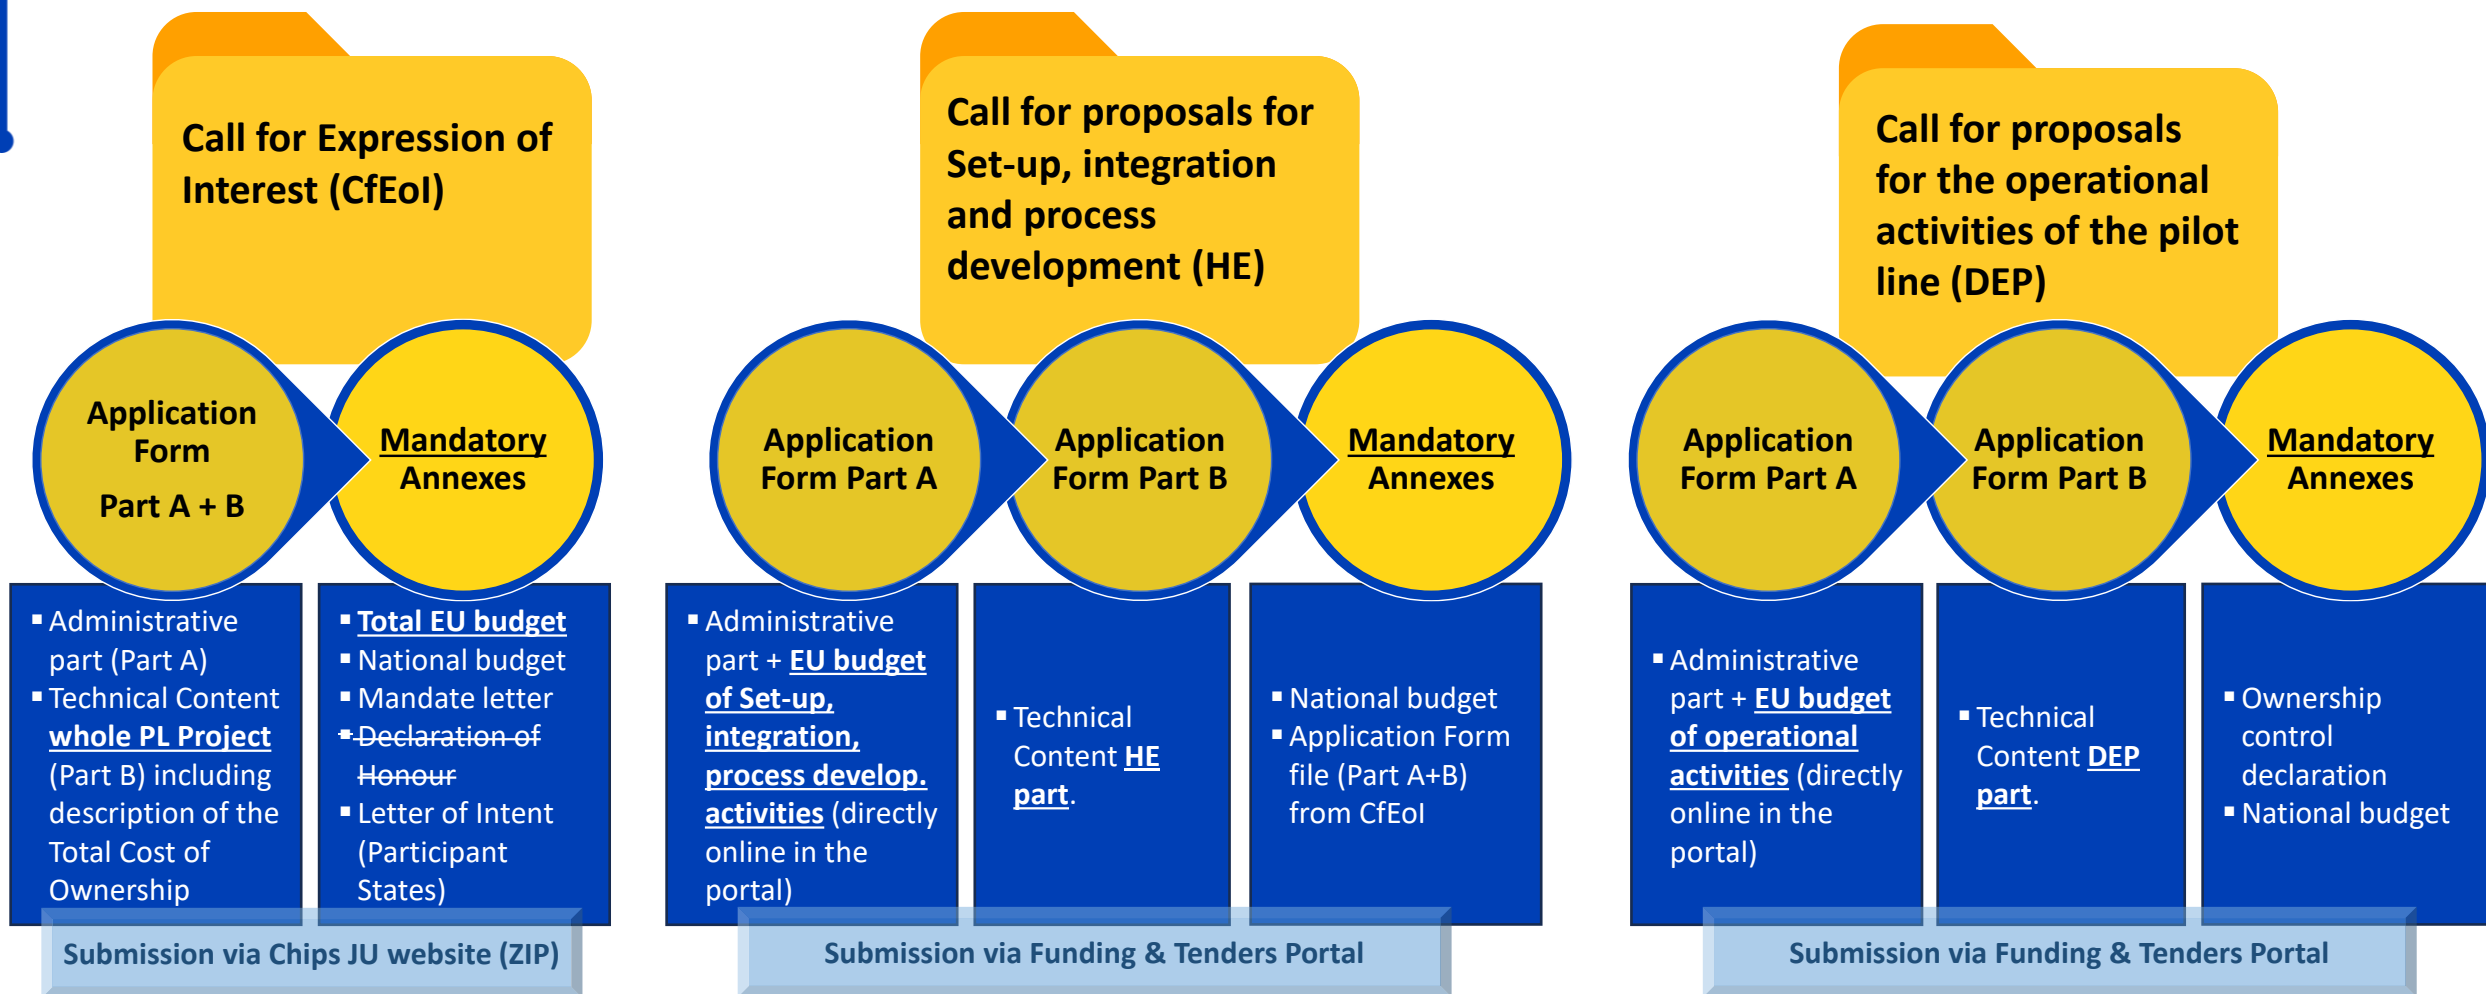 Call for Expression of
Interest (CfEoI)
Application
Form
Part A + B
Mandatory
Annexes
▪ Administrative
part (Part A)
▪ Technical Content
whole PL Project
(Part B) including
description of the
Total Cost of
Ownership
▪ Total EU budget
▪ National budget
▪ Mandate letter
▪ Declaration of
Honour
▪ Letter of Intent
(Participant
States)
Submission via Chips JU website (ZIP)
Call for proposals for
Set-up, integration
and process
development (HE)
Application
Form Part A
Application
Form Part B
Mandatory
Annexes
▪ Administrative
part + EU budget
of Set-up,
integration,
process develop.
activities (directly
online in the
portal)
▪ Technical
Content HE
part.
▪ National budget
▪ Application Form
file (Part A+B)
from CfEoI
Submission via Funding & Tenders Portal
Call for proposals
for the operational
activities of the pilot
line (DEP)
Application
Form Part A
Application
Form Part B
Mandatory
Annexes
▪ Administrative
part + EU budget
of operational
activities (directly
online in the
portal)
▪ Technical
Content DEP
part.
▪ Ownership
control
declaration
▪ National budget
Submission via Funding & Tenders Portal